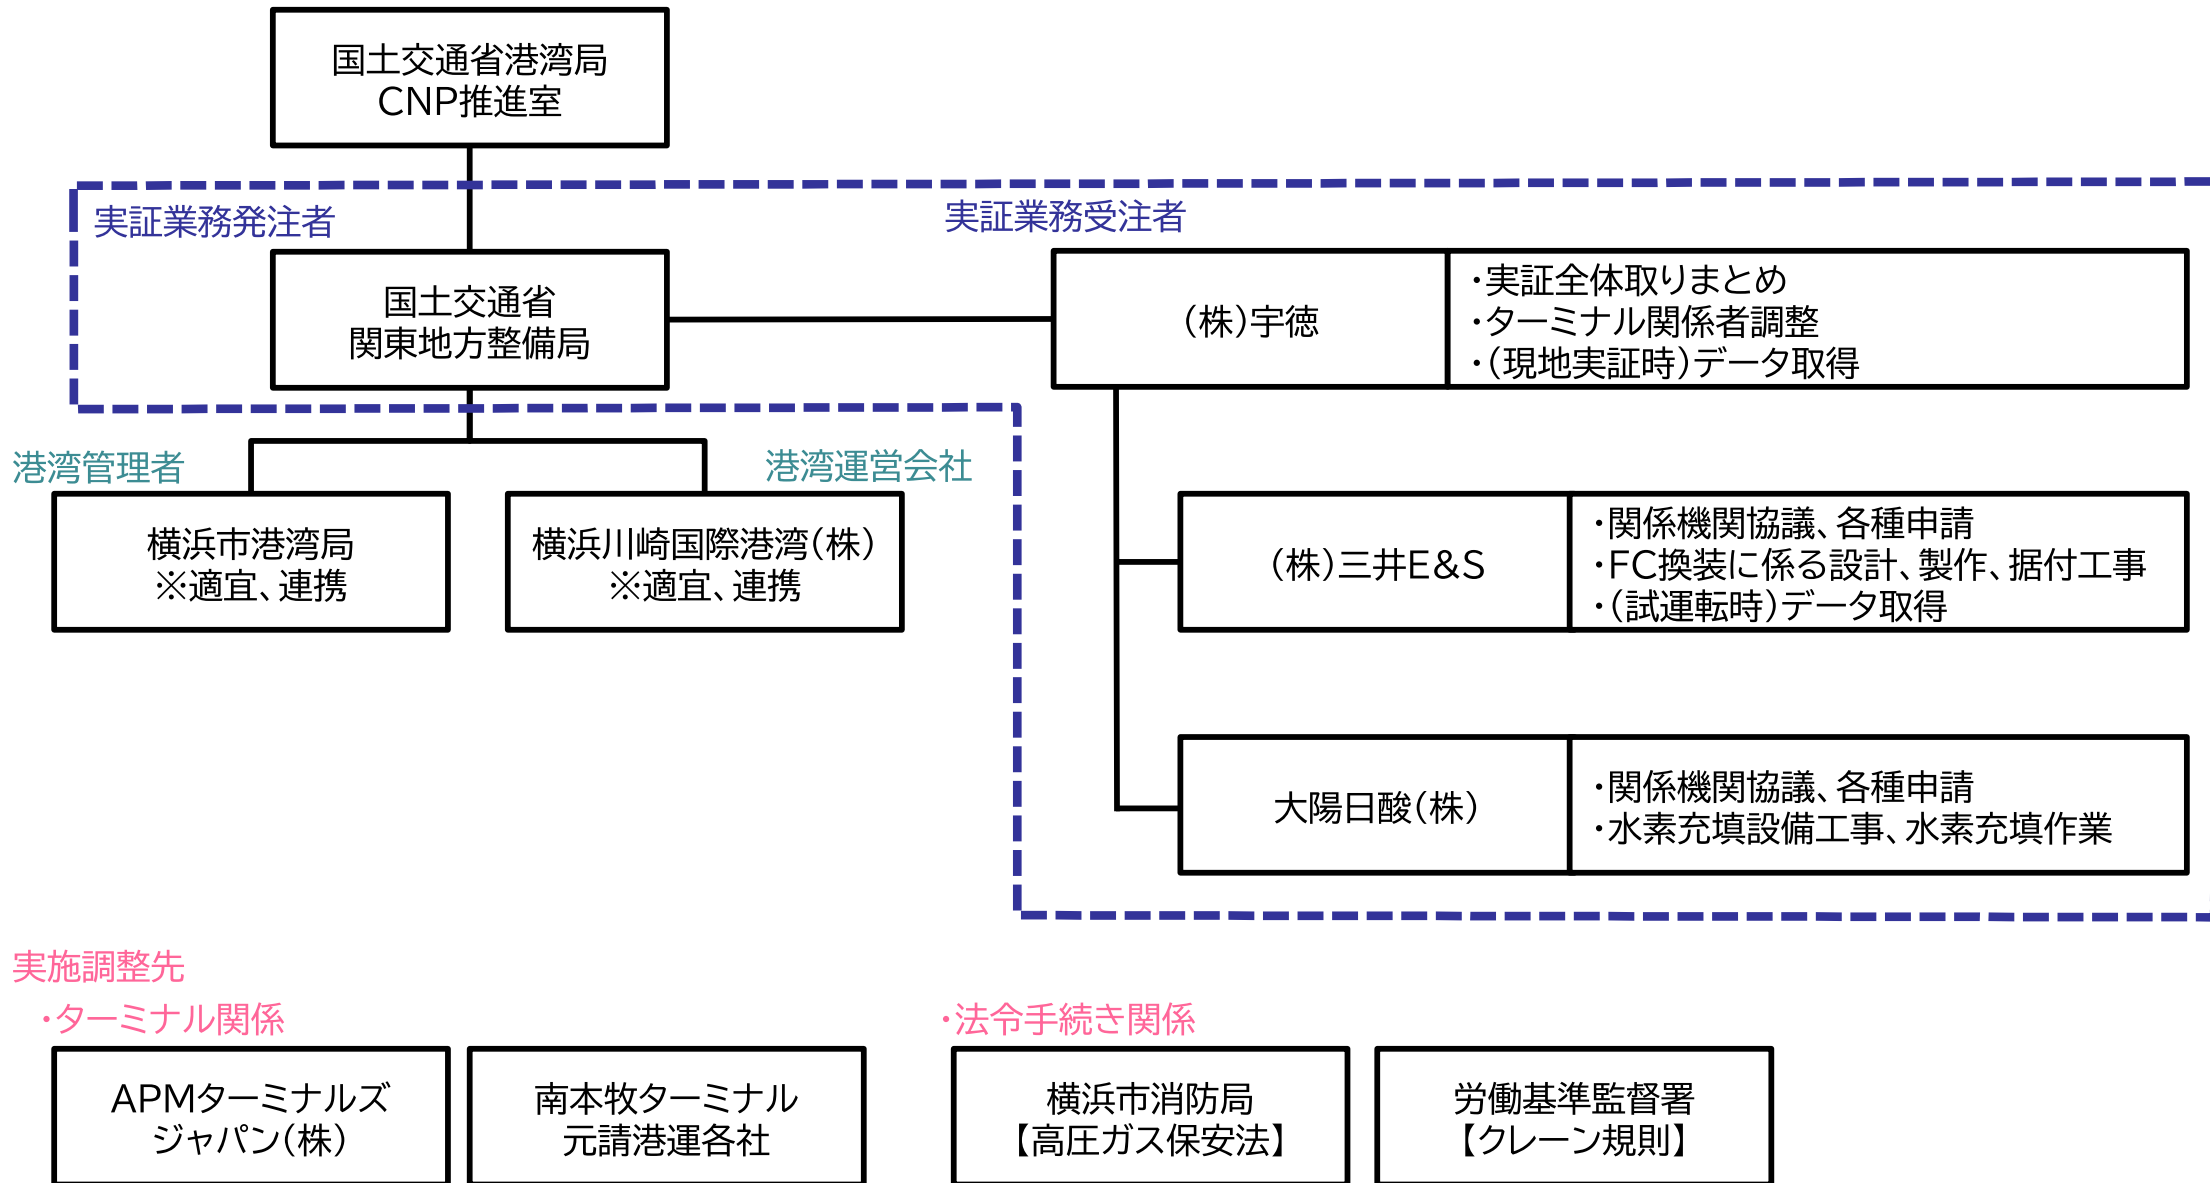 国土交通省港湾局
CNP推進室
実証業務発注者
国土交通省
関東地方整備局
実証業務受注者
（株）宇徳
・実証全体取りまとめ
・ターミナル関係者調整
・（現地実証時）データ取得
港湾管理者
横浜市港湾局
※適宜、連携
港湾運営会社
横浜川崎国際港湾（株）
※適宜、連携
（株）三井E&S
・関係機関協議、各種申請
・FC換装に係る設計、製作、据付工事
・（試運転時）データ取得
大陽日酸（株）
・関係機関協議、各種申請
・水素充填設備工事、水素充填作業
実施調整先
・ターミナル関係
APMターミナルズ
ジャパン（株）
南本牧ターミナル
元請港運各社
・法令手続き関係
横浜市消防局
【高圧ガス保安法】
労働基準監督署
【クレーン規則】